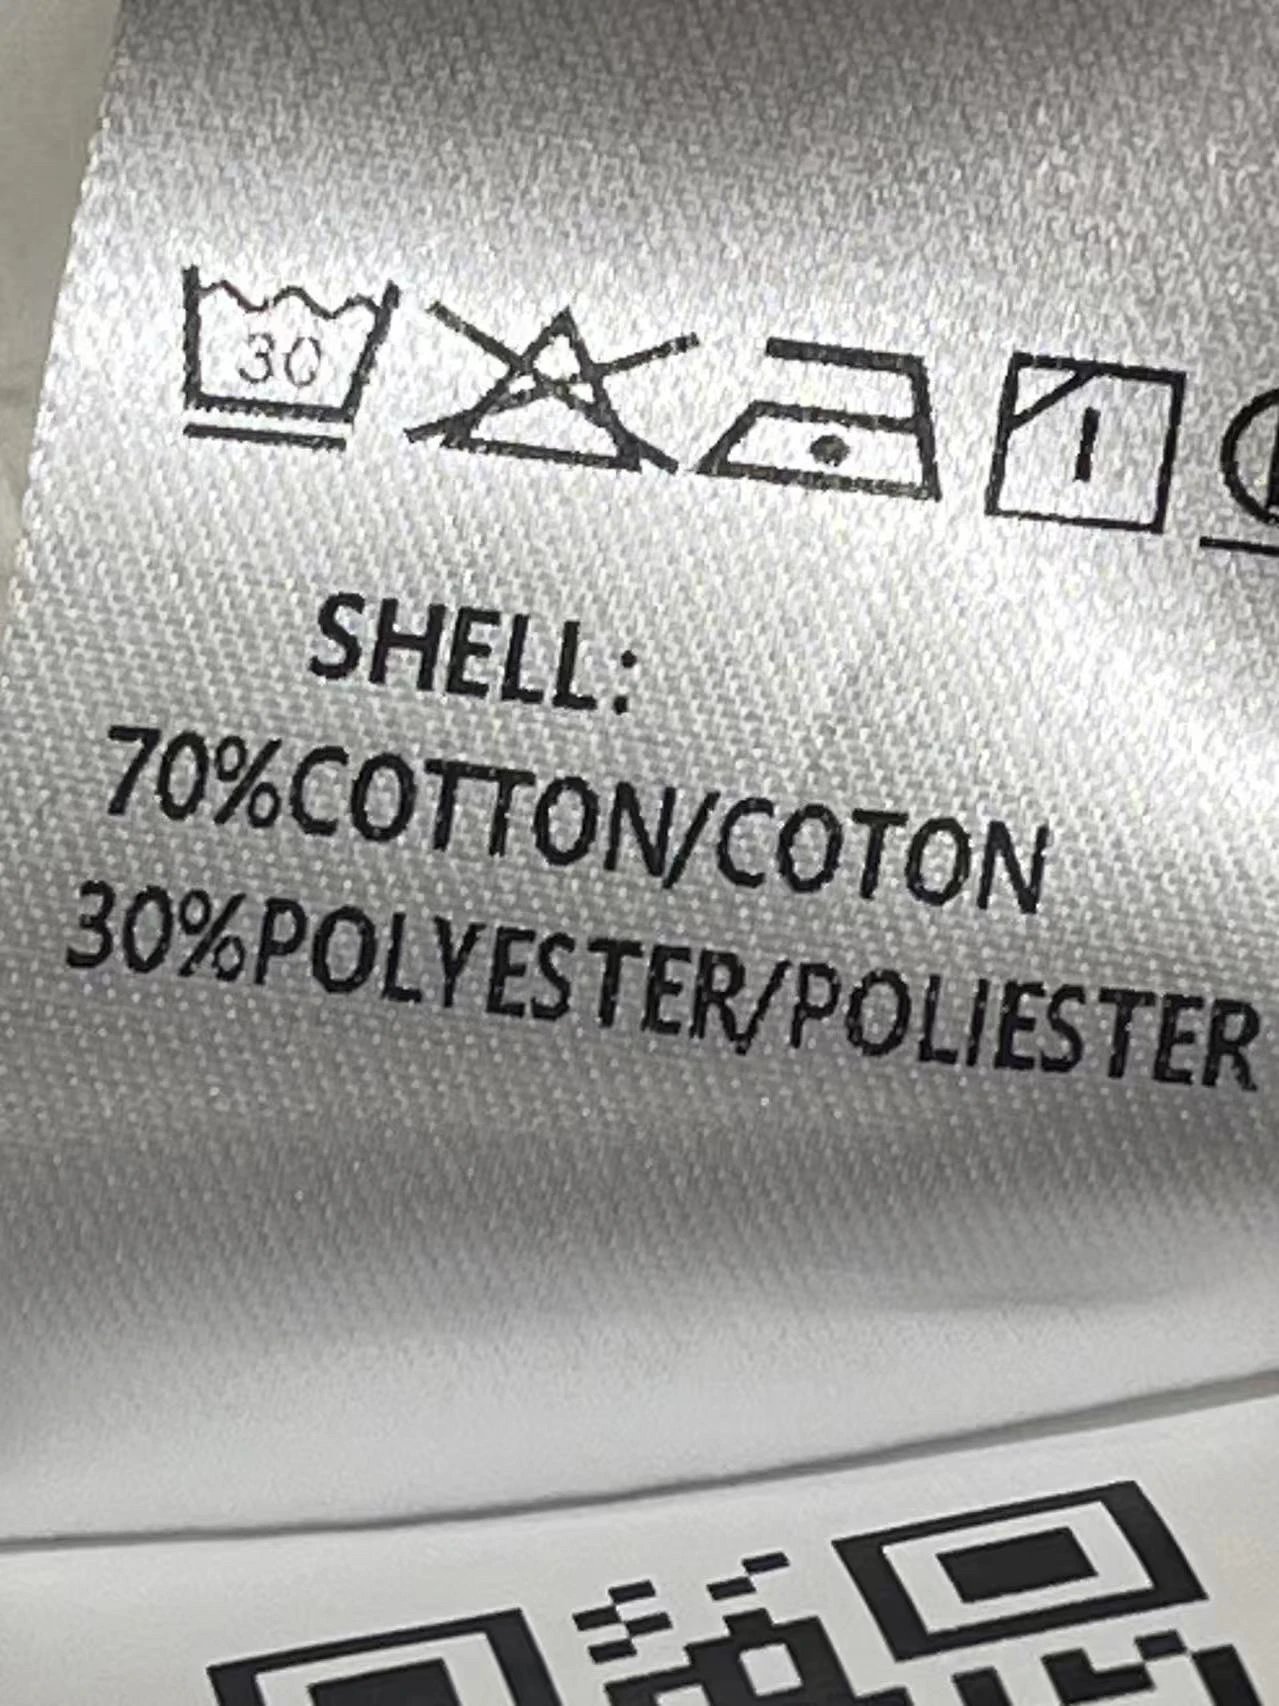 30
SHELL:
70%COTTON/COTON
30%POLYESTER/POLIESTER